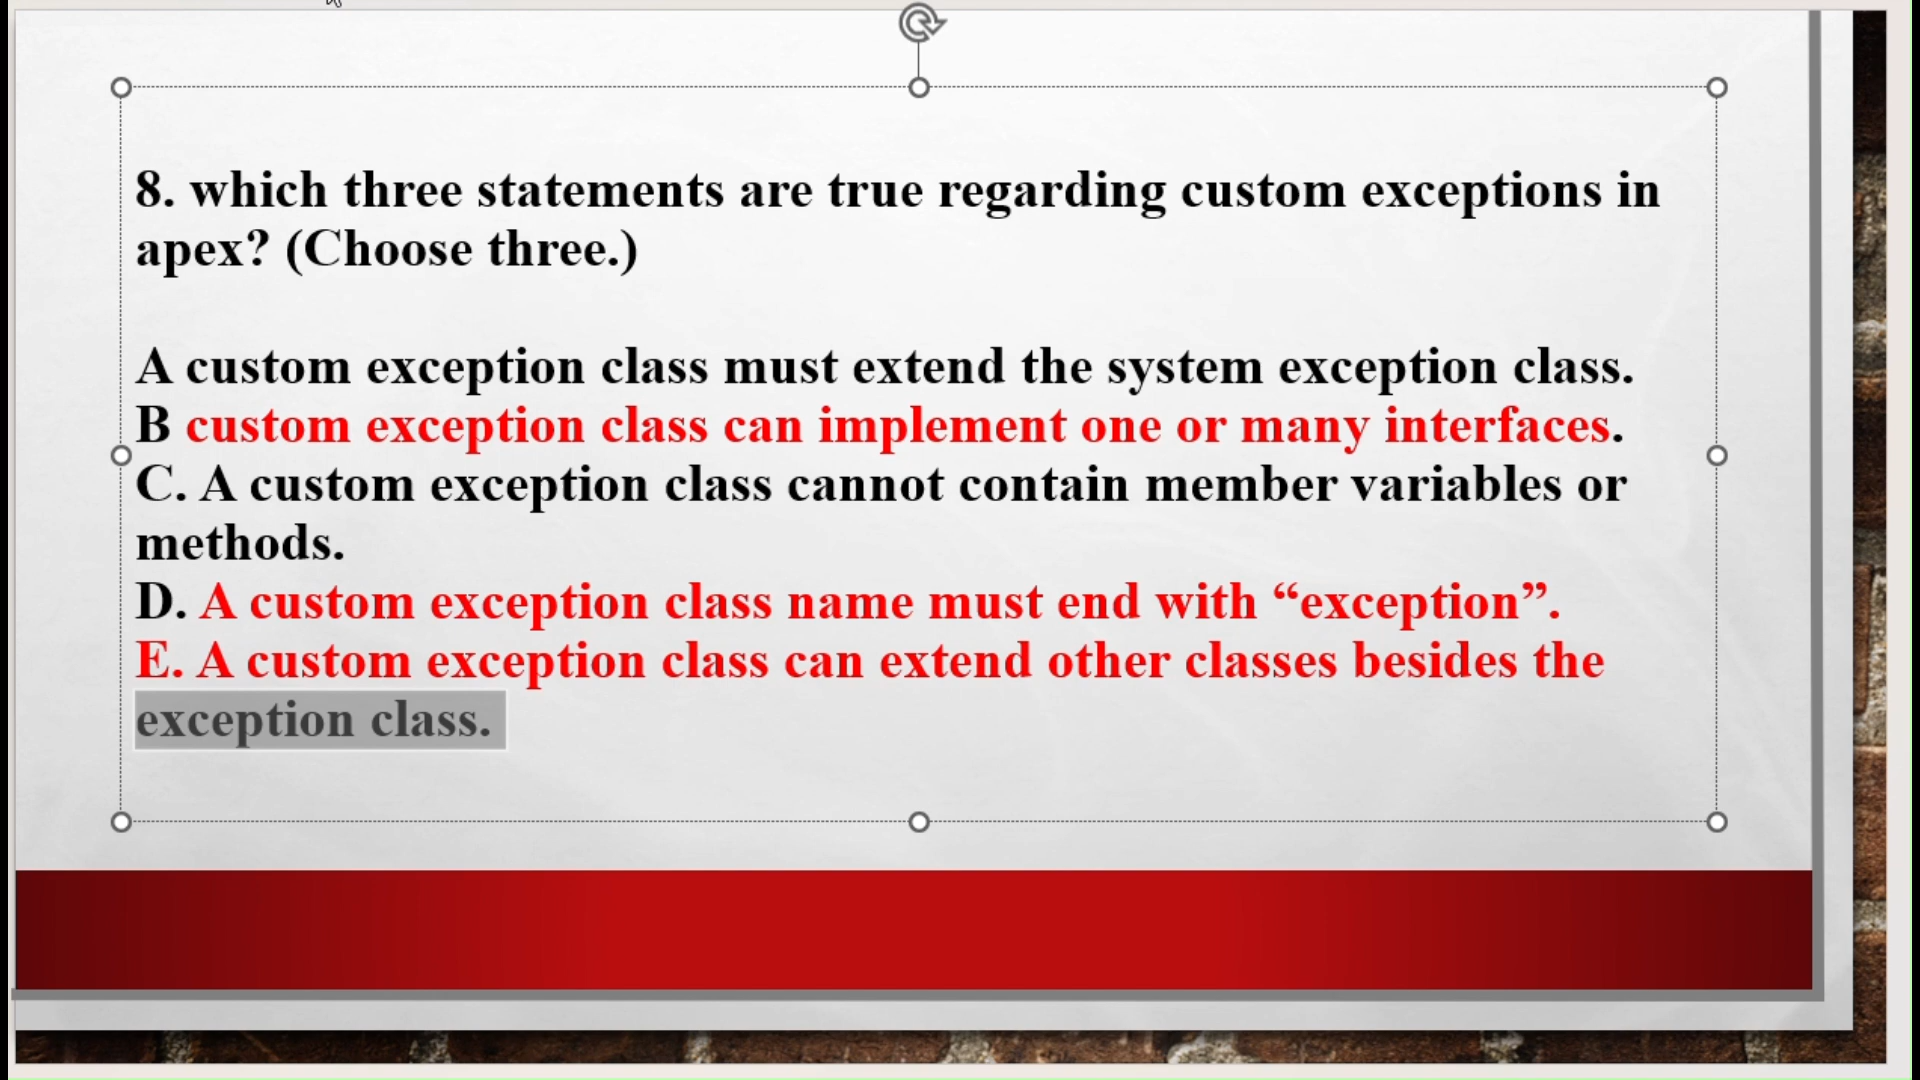 8. which three statements are true regarding custom exceptions in
apex? (Choose three.)
A custom exception class must extend the system exception class.
B custom exception class can implement one or many interfaces.
C. A custom exception class cannot contain member variables or
methods.
D. A custom exception class name must end with “exception”.
E. A custom exception class can extend other classes besides the
exception class.